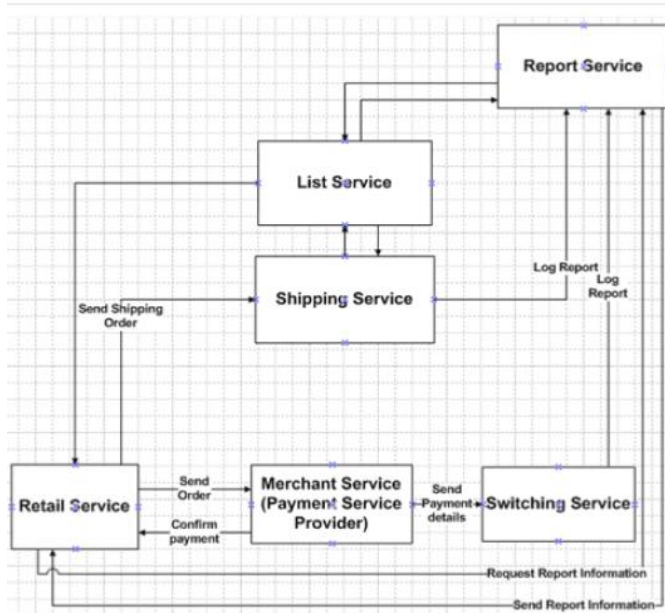 Report Service
List Service
Shipping Service
Log Report
Log
Report
Send Shipping
Order
Retail Service
Send
Order
Confirm
payment
Merchant Service
(Payment Service
Provider)
Send
Payment
details
Switching Service
Request Report Information
Send Report Information